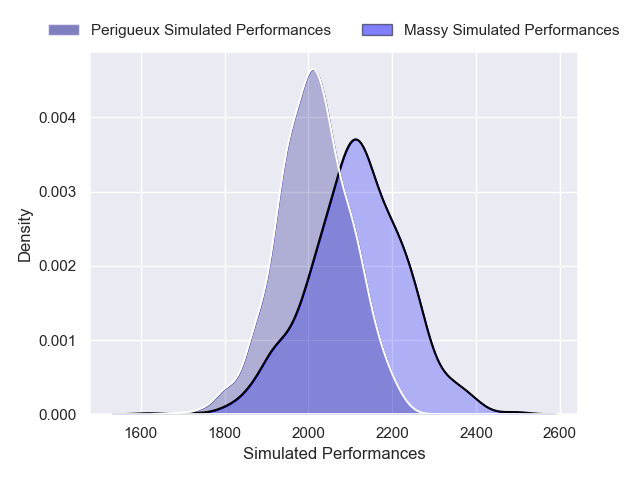 Perigueux Simulated Performances Massy Simulated Performances
0.004
0.003
0.002
0.001
0.000
Density
1600 1800 2000 2200 2400 2600
Simulated Performances